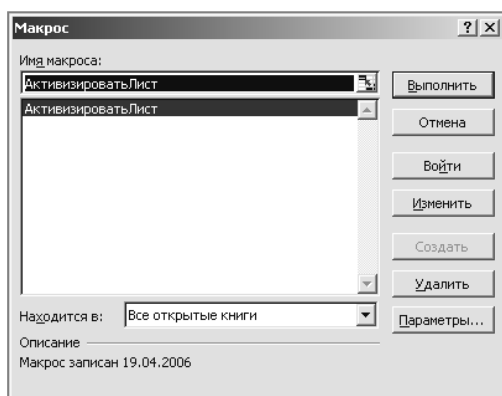 Макрос
Имя макроса:
АктивизироватьЛист
АктивизироватьЛист
Выполнить
Отмена
Войти
Изменить
Создать
Удалить
Параметры...
Находится в:
Все открытые книги
Описание
Макрос записан 19.04.2006